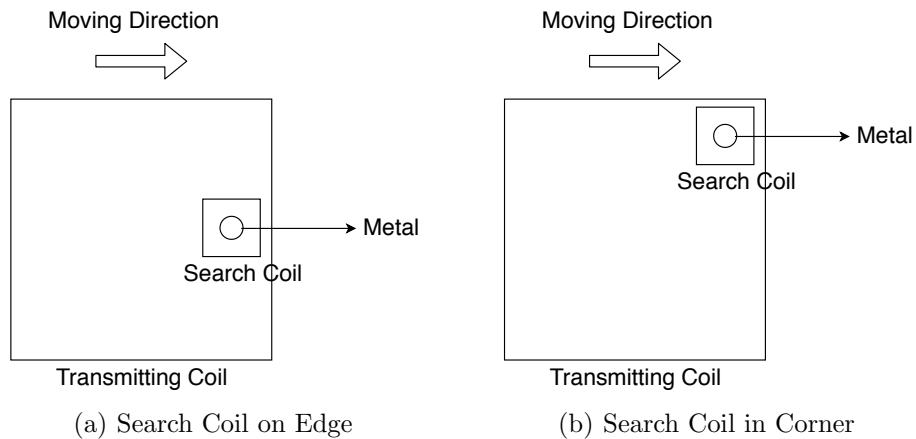 Moving Direction
Metal
Search Coil
Transmitting Coil
(a) Search Coil on Edge
Moving Direction
Metal
Search Coil
Transmitting Coil
(b) Search Coil in Corner